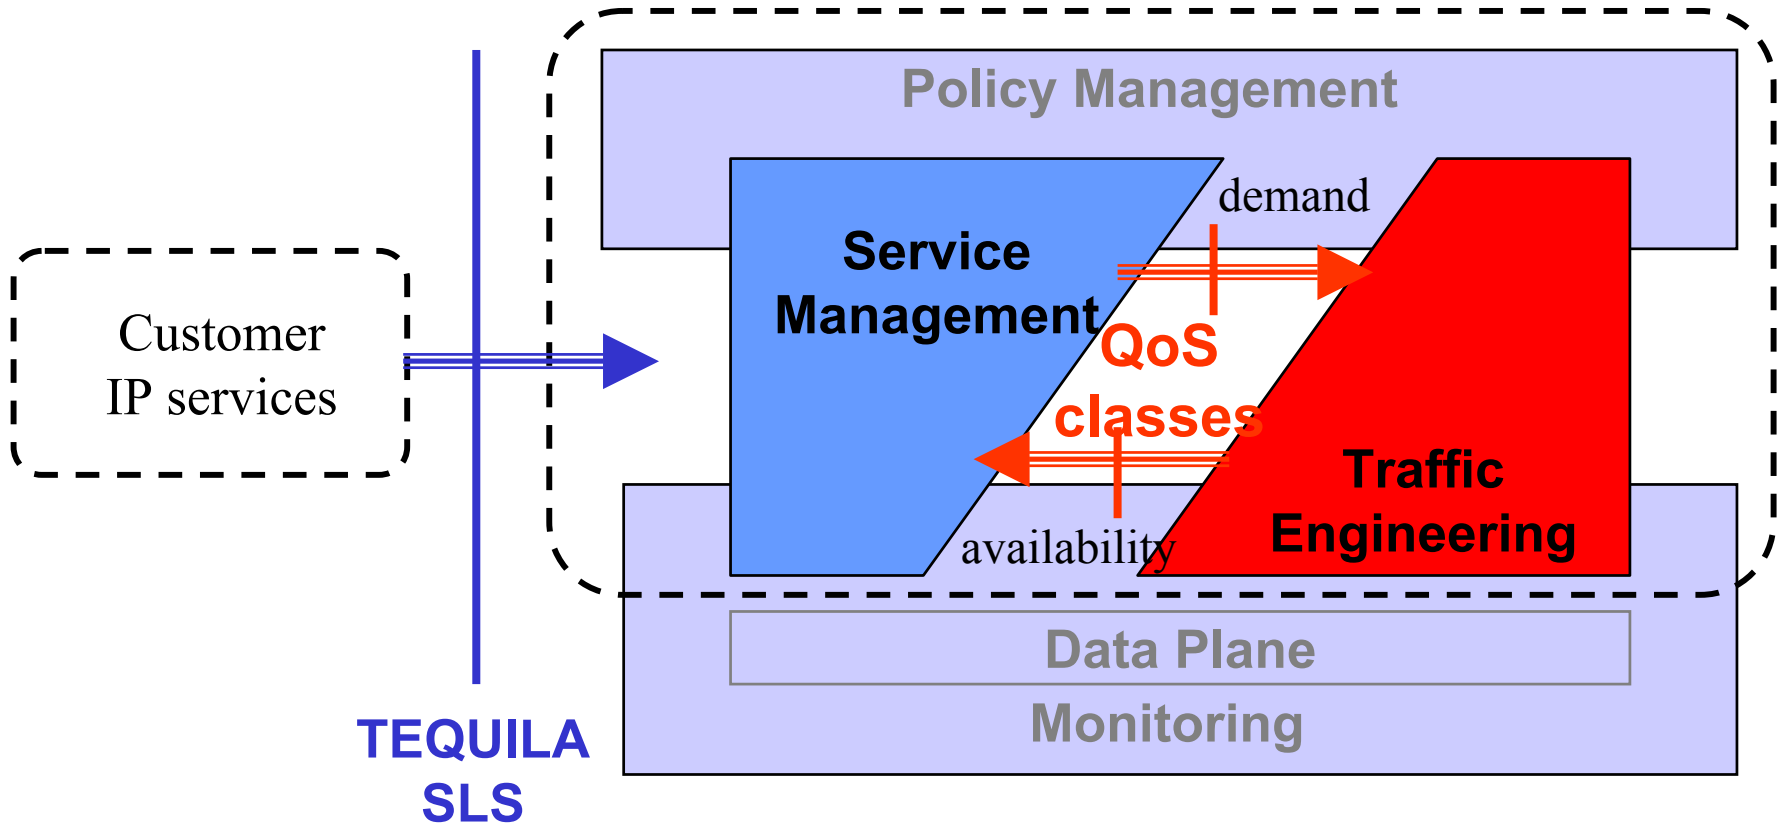 Policy Management
demand
Service
Management
Customer
IP services
QoS
classes
Traffic
Engineering
availability
Data Plane
Monitoring
TEQUILA
SLS